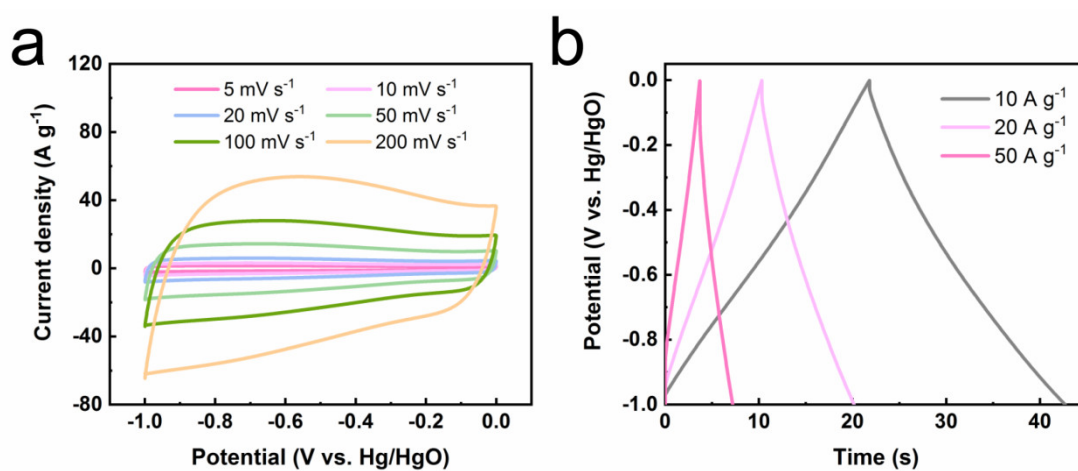 a
120
80
40
0
-40
-80
Current density (A g⁻¹)
5 mV s⁻¹ 10 mV s⁻¹
20 mV s⁻¹ 50 mV s⁻¹
100 mV s⁻¹ 200 mV s⁻¹
-1.0 -0.8 -0.6 -0.4 -0.2 0.0
Potential (V vs. Hg/HgO)
b
0.0
-0.2
-0.4
-0.6
-0.8
-1.0
Potential (V vs. Hg/HgO)
10 A g⁻¹
20 A g⁻¹
50 A g⁻¹
0 10 20 30 40
Time (s)